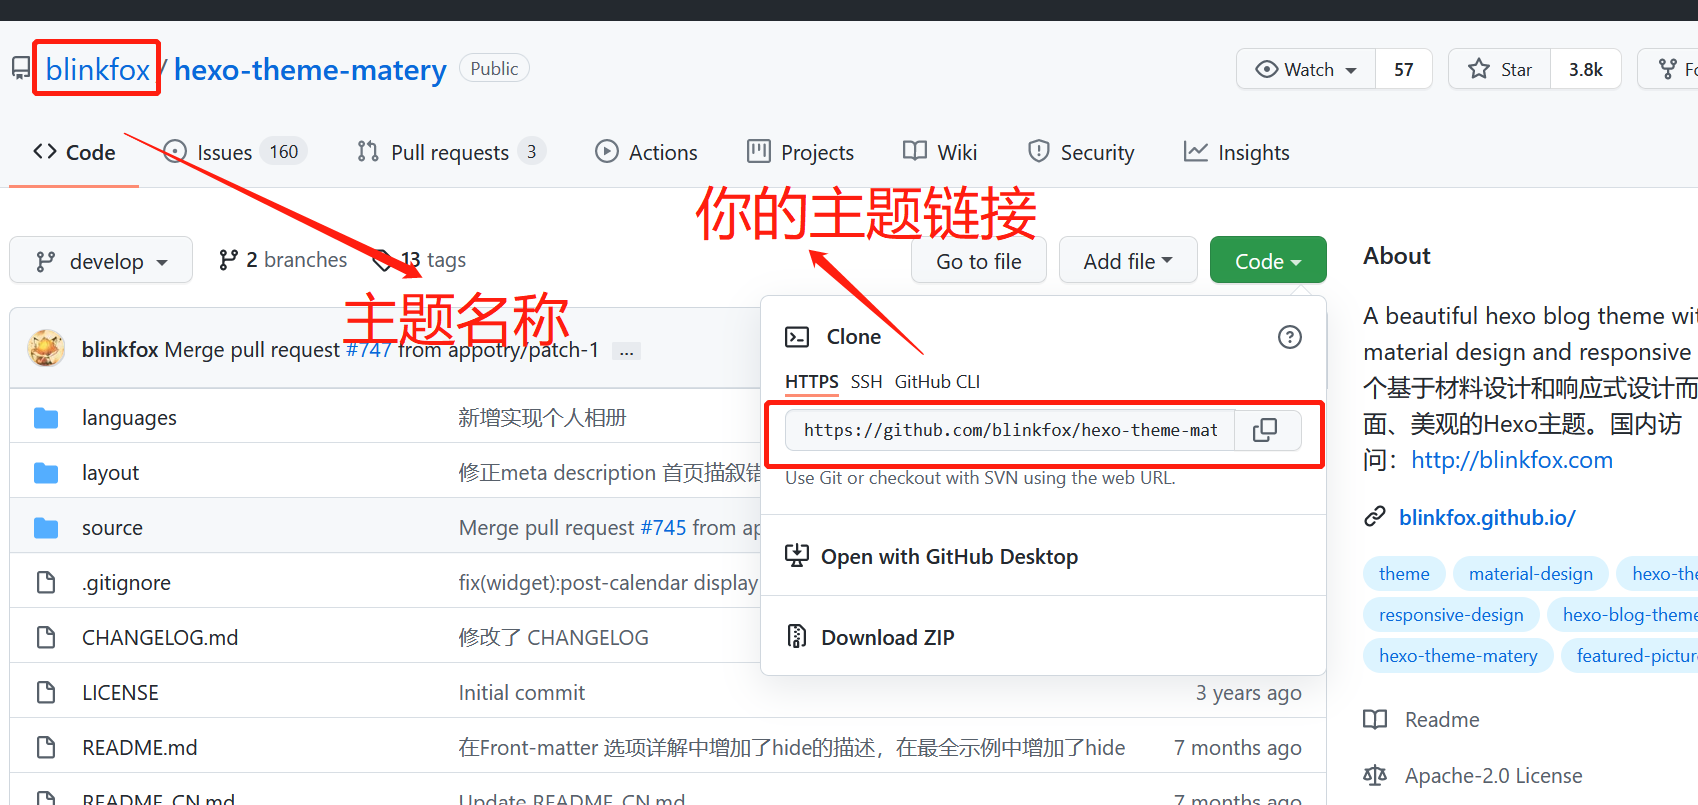 blinkfox / hexo-theme-matery Public
Watch 57 Star 3.8k
Code Issues 160 Pull requests 3 Actions Projects Wiki Security Insights
你的主题链接
develop 2 branches 13 tags Go to file Add file Code
主题名称
blinkfox Merge pull request #747 from appotry/patch-1 ...
languages 新增实现个人相册
layout 修正meta description 首页描叙错
source Merge pull request #745 from ap
.gitignore fix(widget):post-calendar display
CHANGELOG.md 修改了 CHANGELOG
LICENSE Initial commit 3 years ago
README.md 在Front-matter 选项详解中增加了hide的描述，在最全示例中增加了hide 7 months ago
README_CN.md Update README_CN.md 7 months ago
Clone
HTTPS SSH GitHub CLI
https://github.com/blinkfox/hexo-theme-mat
Use Git or checkout with SVN using the web URL.
Open with GitHub Desktop
Download ZIP
About
A beautiful hexo blog theme wit
material design and responsive
个基于材料设计和响应式设计而
面、美观的Hexo主题。国内访
问：http://blinkfox.com
blinkfox.github.io/
theme material-design hexo-the
responsive-design hexo-blog-theme
hexo-theme-matery featured-pictur
Readme
Apache-2.0 License